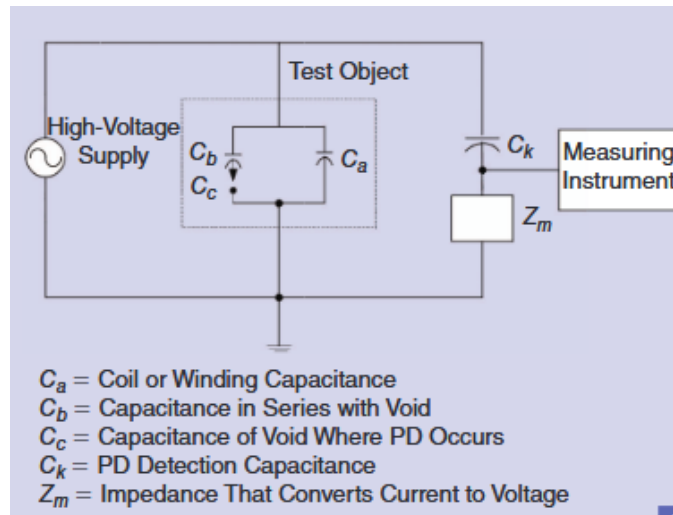 Test Object
High-Voltage
Supply
Cb
Cc
Ca
Ck
Measuring
Instrument
Zm
Ca = Coil or Winding Capacitance
Cb = Capacitance in Series with Void
Cc = Capacitance of Void Where PD Occurs
Ck = PD Detection Capacitance
Zm = Impedance That Converts Current to Voltage